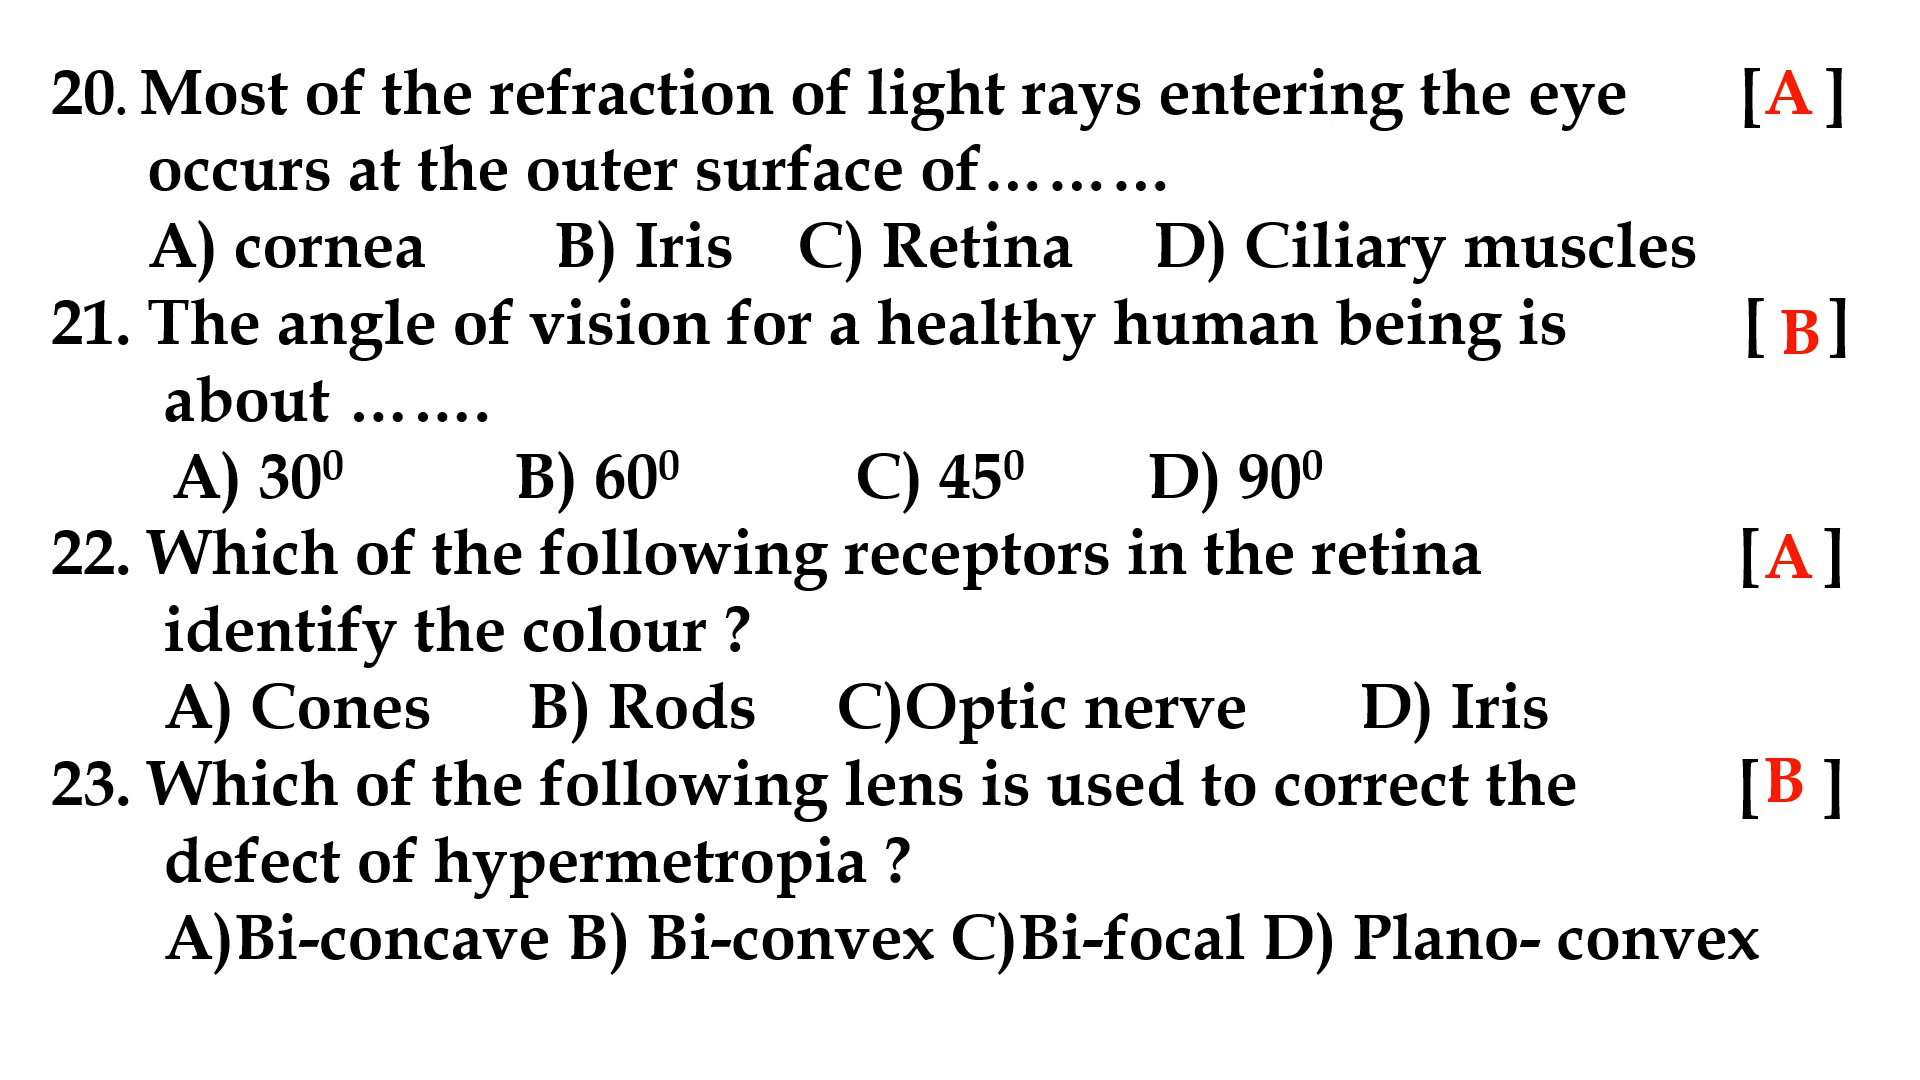 20. Most of the refraction of light rays entering the eye [A ]
occurs at the outer surface of………
A) cornea B) Iris C) Retina D) Ciliary muscles
21. The angle of vision for a healthy human being is [ B]
about …….
A) 30⁰ B) 60⁰ C) 45⁰ D) 90⁰
22. Which of the following receptors in the retina [A ]
identify the colour ?
A) Cones B) Rods C)Optic nerve D) Iris
23. Which of the following lens is used to correct the [B ]
defect of hypermetropia ?
A)Bi-concave B) Bi-convex C)Bi-focal D) Plano- convex